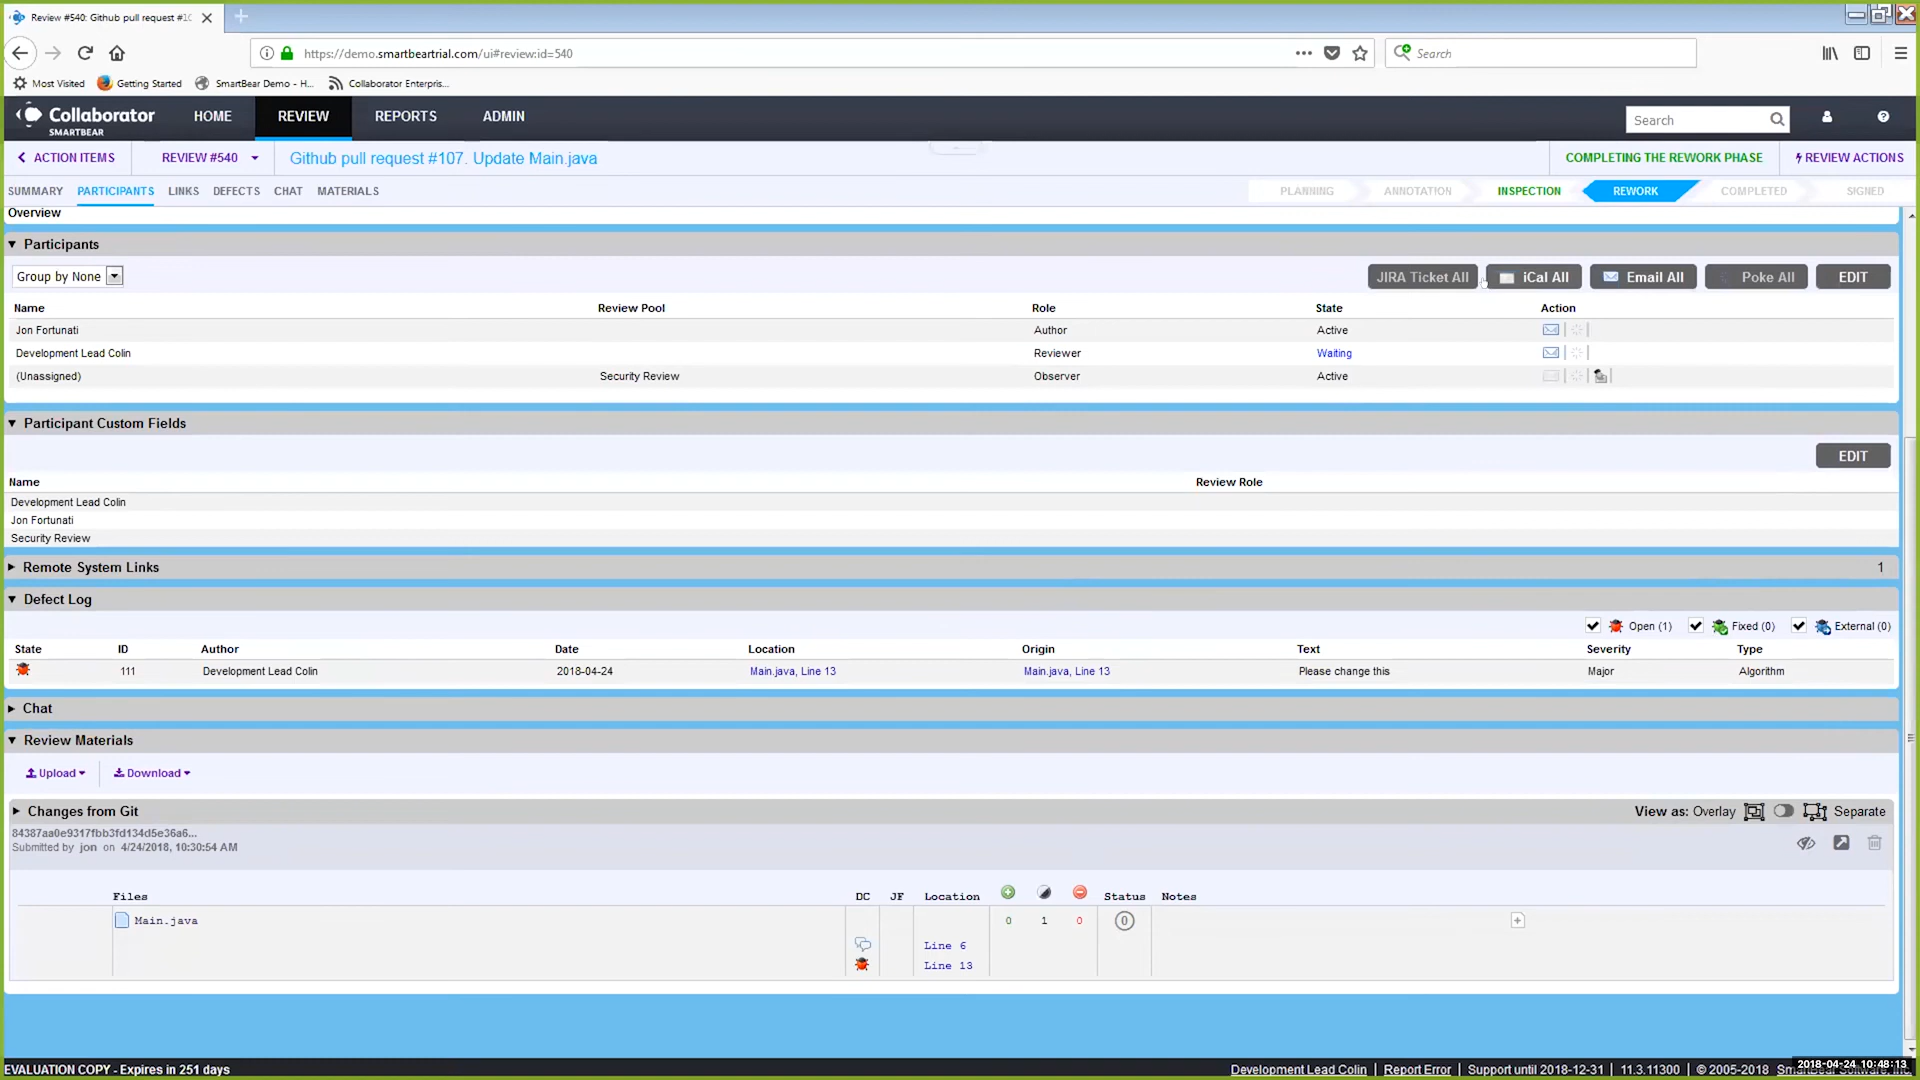 Review #540: Github pull request #10
https://demo.smartbeartrial.com/ui#review:id=540
Search
Most Visited Getting Started SmartBear Demo - H... Collaborator Enterpris...
Collaborator
SMARTBEAR
HOME REVIEW REPORTS ADMIN Search
ACTION ITEMS REVIEW #540 Github pull request #107. Update Main.java COMPLETING THE REWORK PHASE REVIEW ACTIONS
SUMMARY PARTICIPANTS LINKS DEFECTS CHAT MATERIALS PLANNING ANNOTATION INSPECTION REWORK COMPLETED SIGNED
Overview
Participants
Group by None JIRA Ticket All iCal All Email All Poke All EDIT
Name Review Pool Role State Action
Jon Fortunati Author Active
Development Lead Colin Reviewer Waiting
(Unassigned) Security Review Observer Active
Participant Custom Fields
EDIT
Name Review Role
Development Lead Colin
Jon Fortunati
Security Review
Remote System Links 1
Defect Log
Open (1) Fixed (0) External (0)
State ID Author Date Location Origin Text Severity Type
111 Development Lead Colin 2018-04-24 Main.java, Line 13 Main.java, Line 13 Please change this Major Algorithm
Chat
Review Materials
Upload Download
Changes from Git View as: Overlay Separate
84387aa0e9317fbb3fd134d5e36a6...
Submitted by jon on 4/24/2018, 10:30:54 AM
Files DC JF Location Status Notes
Main.java 0 1 0 0
Line 6
Line 13
EVALUATION COPY - Expires in 251 days Development Lead Colin | Report Error | Support until 2018-12-31 | 11.3.11300 | © 2005-2018
2018-04-24 10:48:13